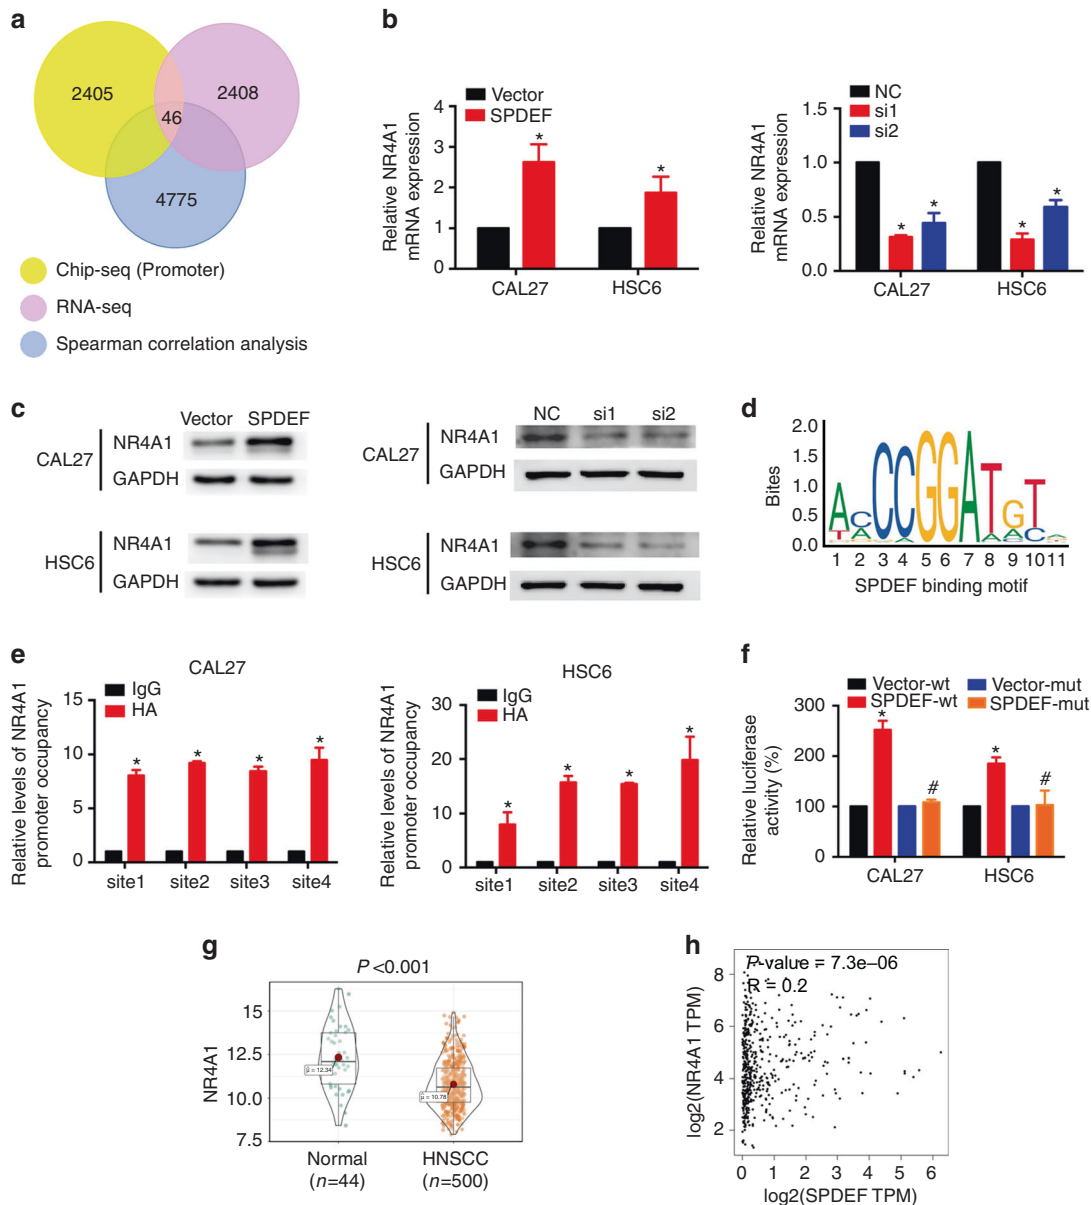 a
2405
2408
46
4775
Chip-seq (Promoter)
RNA-seq
Spearman correlation analysis
b
Vector
SPDEF
Relative NR4A1
mRNA expression
4
3
2
1
0
*
*
CAL27
HSC6
NC
si1
si2
Relative NR4A1
mRNA expression
1.5
1.0
0.5
0.0
* *
* *
CAL27
HSC6
c
Vector SPDEF
CAL27
NR4A1
GAPDH
HSC6
NR4A1
GAPDH
NC si1 si2
CAL27
NR4A1
GAPDH
HSC6
NR4A1
GAPDH
d
Bites
2.0
1.5
1.0
0.5
0.0
1 2 3 4 5 6 7 8 9 10 11
SPDEF binding motif
e
CAL27
IgG
HA
Relative levels of NR4A1
promoter occupancy
15
10
5
0
* * * *
site1 site2 site3 site4
HSC6
IgG
HA
Relative levels of NR4A1
promoter occupancy
30
20
10
0
* * * *
site1 site2 site3 site4
f
Vector-wt
Vector-mut
SPDEF-wt
SPDEF-mut
Relative luciferase
activity (%)
300
200
100
0
* #
* #
CAL27
HSC6
g
P <0.001
NR4A1
15
12.5
10.0
7.5
μ̂ = 12.34
μ̂ = 10.78
Normal
(n=44)
HNSCC
(n=500)
h
P-value = 7.3e–06
R = 0.2
log2(NR4A1 TPM)
8
6
4
2
0 1 2 3 4 5 6
log2(SPDEF TPM)